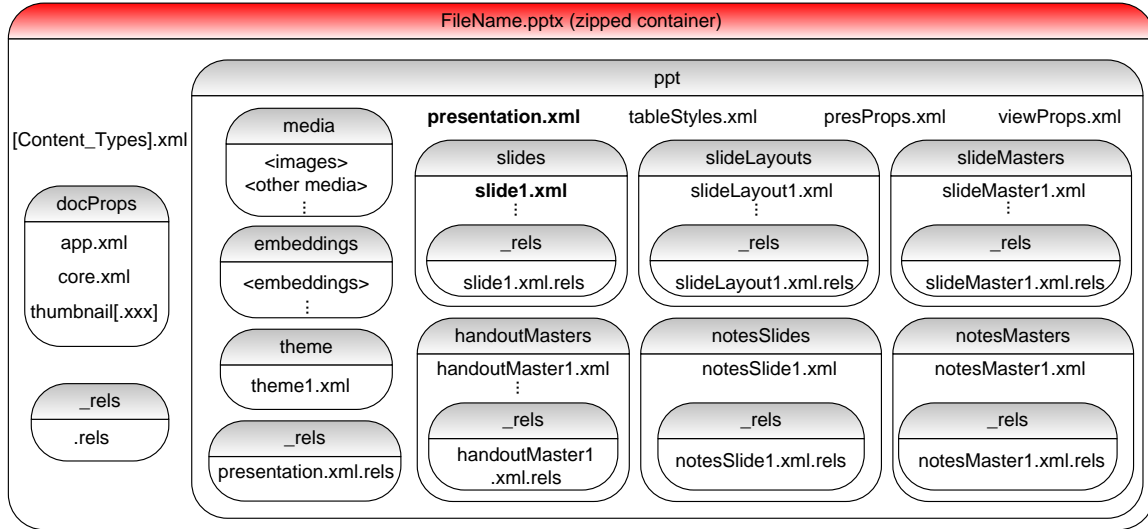 FileName.pptx (zipped container)
[Content_Types].xml
docProps
app.xml
core.xml
thumbnail[.xxx]
_rels
.rels
ppt
media
<images>
<other media>
⋮
embeddings
<embeddings>
⋮
theme
theme1.xml
_rels
presentation.xml.rels
presentation.xml
tableStyles.xml
presProps.xml
viewProps.xml
slides
slide1.xml
⋮
_rels
slide1.xml.rels
slideLayouts
slideLayout1.xml
⋮
_rels
slideLayout1.xml.rels
slideMasters
slideMaster1.xml
⋮
_rels
slideMaster1.xml.rels
handoutMasters
handoutMaster1.xml
⋮
_rels
handoutMaster1
.xml.rels
notesSlides
notesSlide1.xml
_rels
notesSlide1.xml.rels
notesMasters
notesMaster1.xml
_rels
notesMaster1.xml.rels